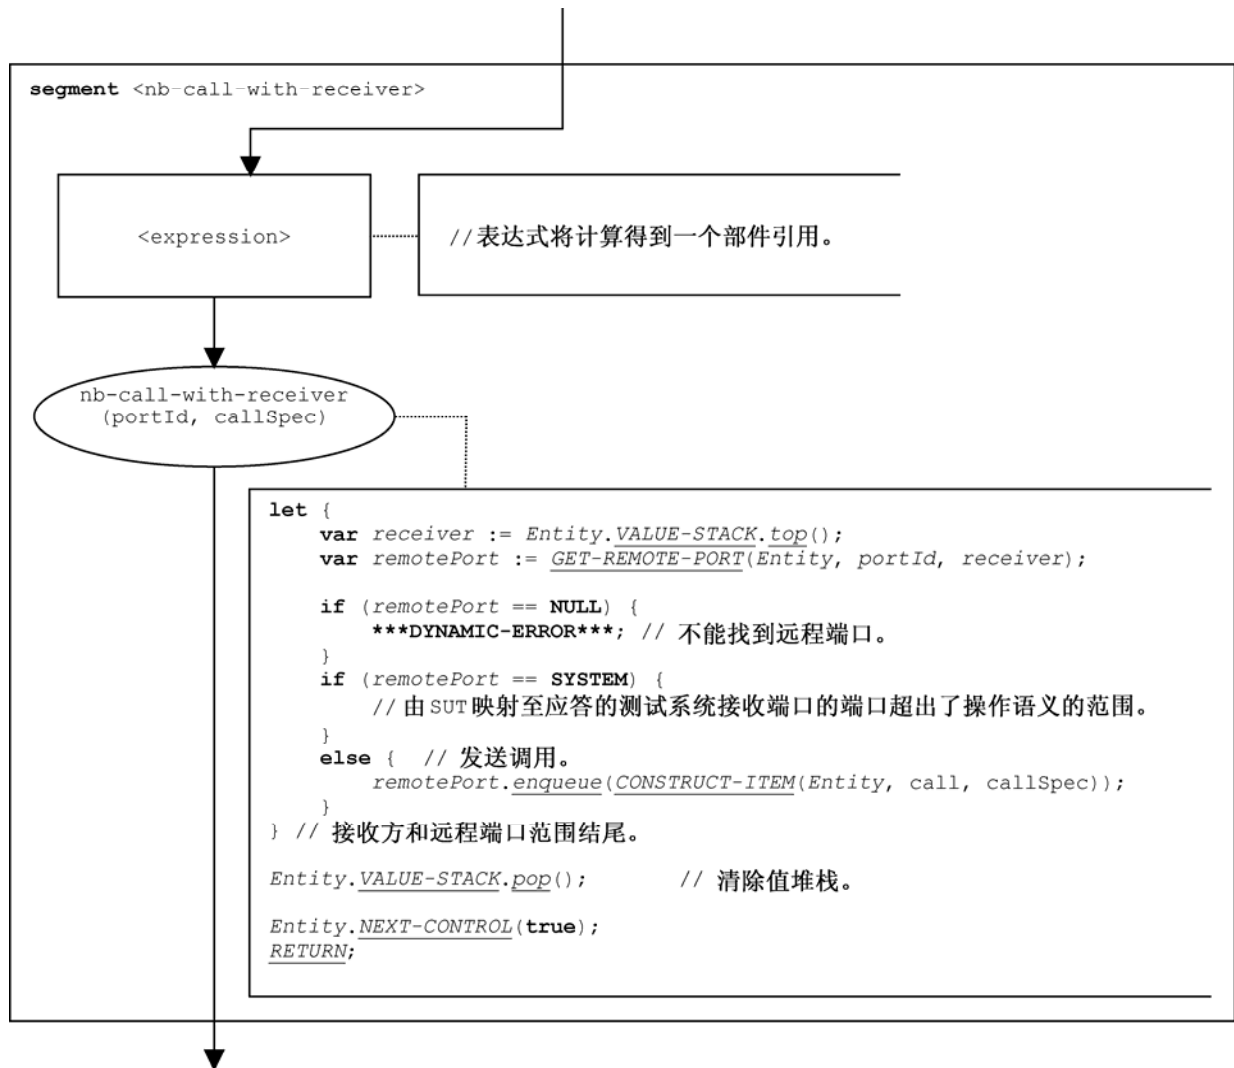 segment <nb-call-with-receiver>
<expression>
//表达式将计算得到一个部件引用。
nb-call-with-receiver
(portId, callSpec)
let {
var receiver := Entity.VALUE-STACK.top();
var remotePort := GET-REMOTE-PORT(Entity, portId, receiver);
if (remotePort == NULL) {
***DYNAMIC-ERROR***; // 不能找到远程端口。
}
if (remotePort == SYSTEM) {
//由SUT映射至应答的测试系统接收端口的端口超出了操作语义的范围。
}
else { // 发送调用。
remotePort.enqueue(CONSTRUCT-ITEM(Entity, call, callSpec));
}
} // 接收方和远程端口范围结尾。
Entity.VALUE-STACK.pop(); // 清除值堆栈。
Entity.NEXT-CONTROL(true);
RETURN;